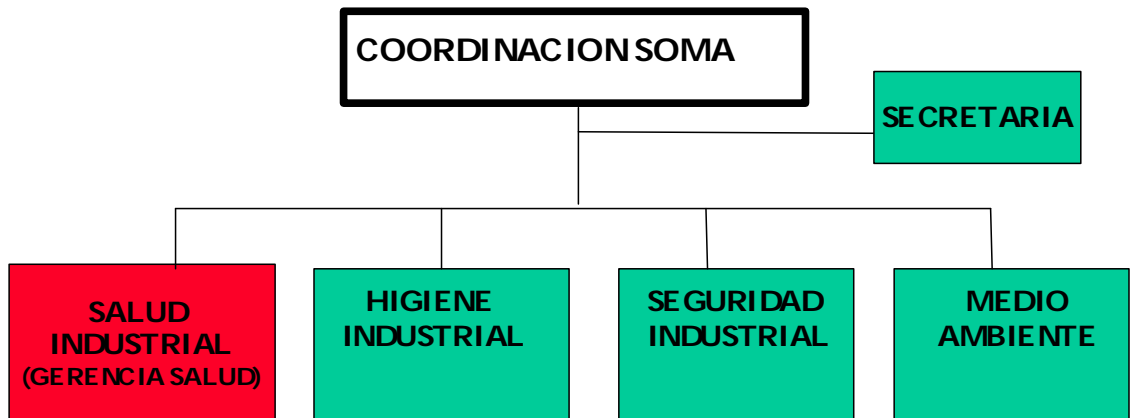 COORDINACION SOMA
SECRETARIA
SALUD
INDUSTRIAL
(GERENCIA SALUD)
HIGIENE
INDUSTRIAL
SEGURIDAD
INDUSTRIAL
MEDIO
AMBIENTE